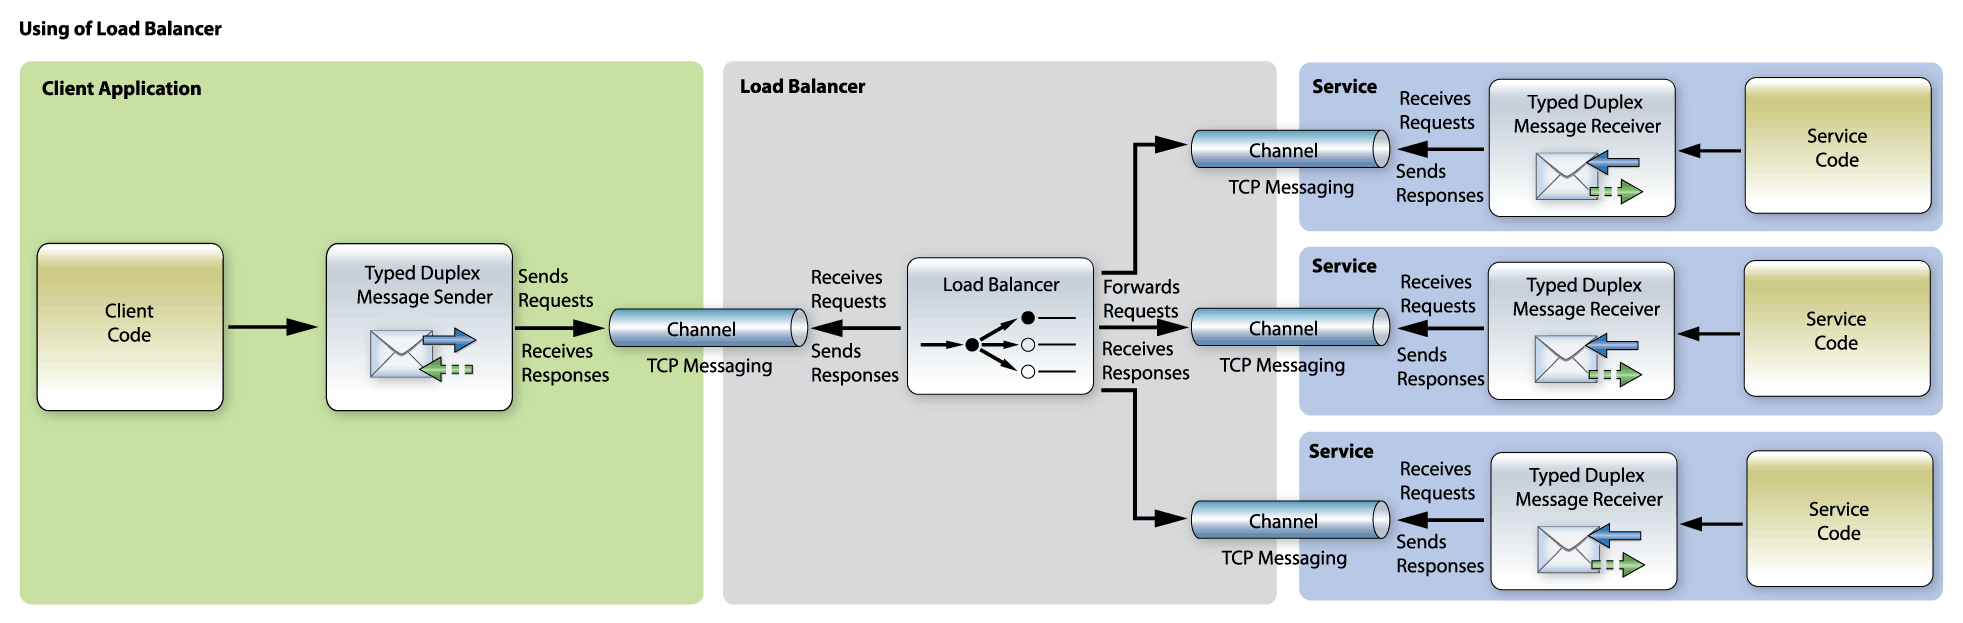 Using of Load Balancer
Client Application
Client
Code
Typed Duplex
Message Sender
Sends
Requests
Receives
Responses
Channel
TCP Messaging
Load Balancer
Receives
Requests
Sends
Responses
Load Balancer
Forwards
Requests
Receives
Responses
Channel
TCP Messaging
Channel
TCP Messaging
Channel
TCP Messaging
Service
Receives
Requests
Sends
Responses
Typed Duplex
Message Receiver
Service
Code
Service
Receives
Requests
Sends
Responses
Typed Duplex
Message Receiver
Service
Code
Service
Receives
Requests
Sends
Responses
Typed Duplex
Message Receiver
Service
Code